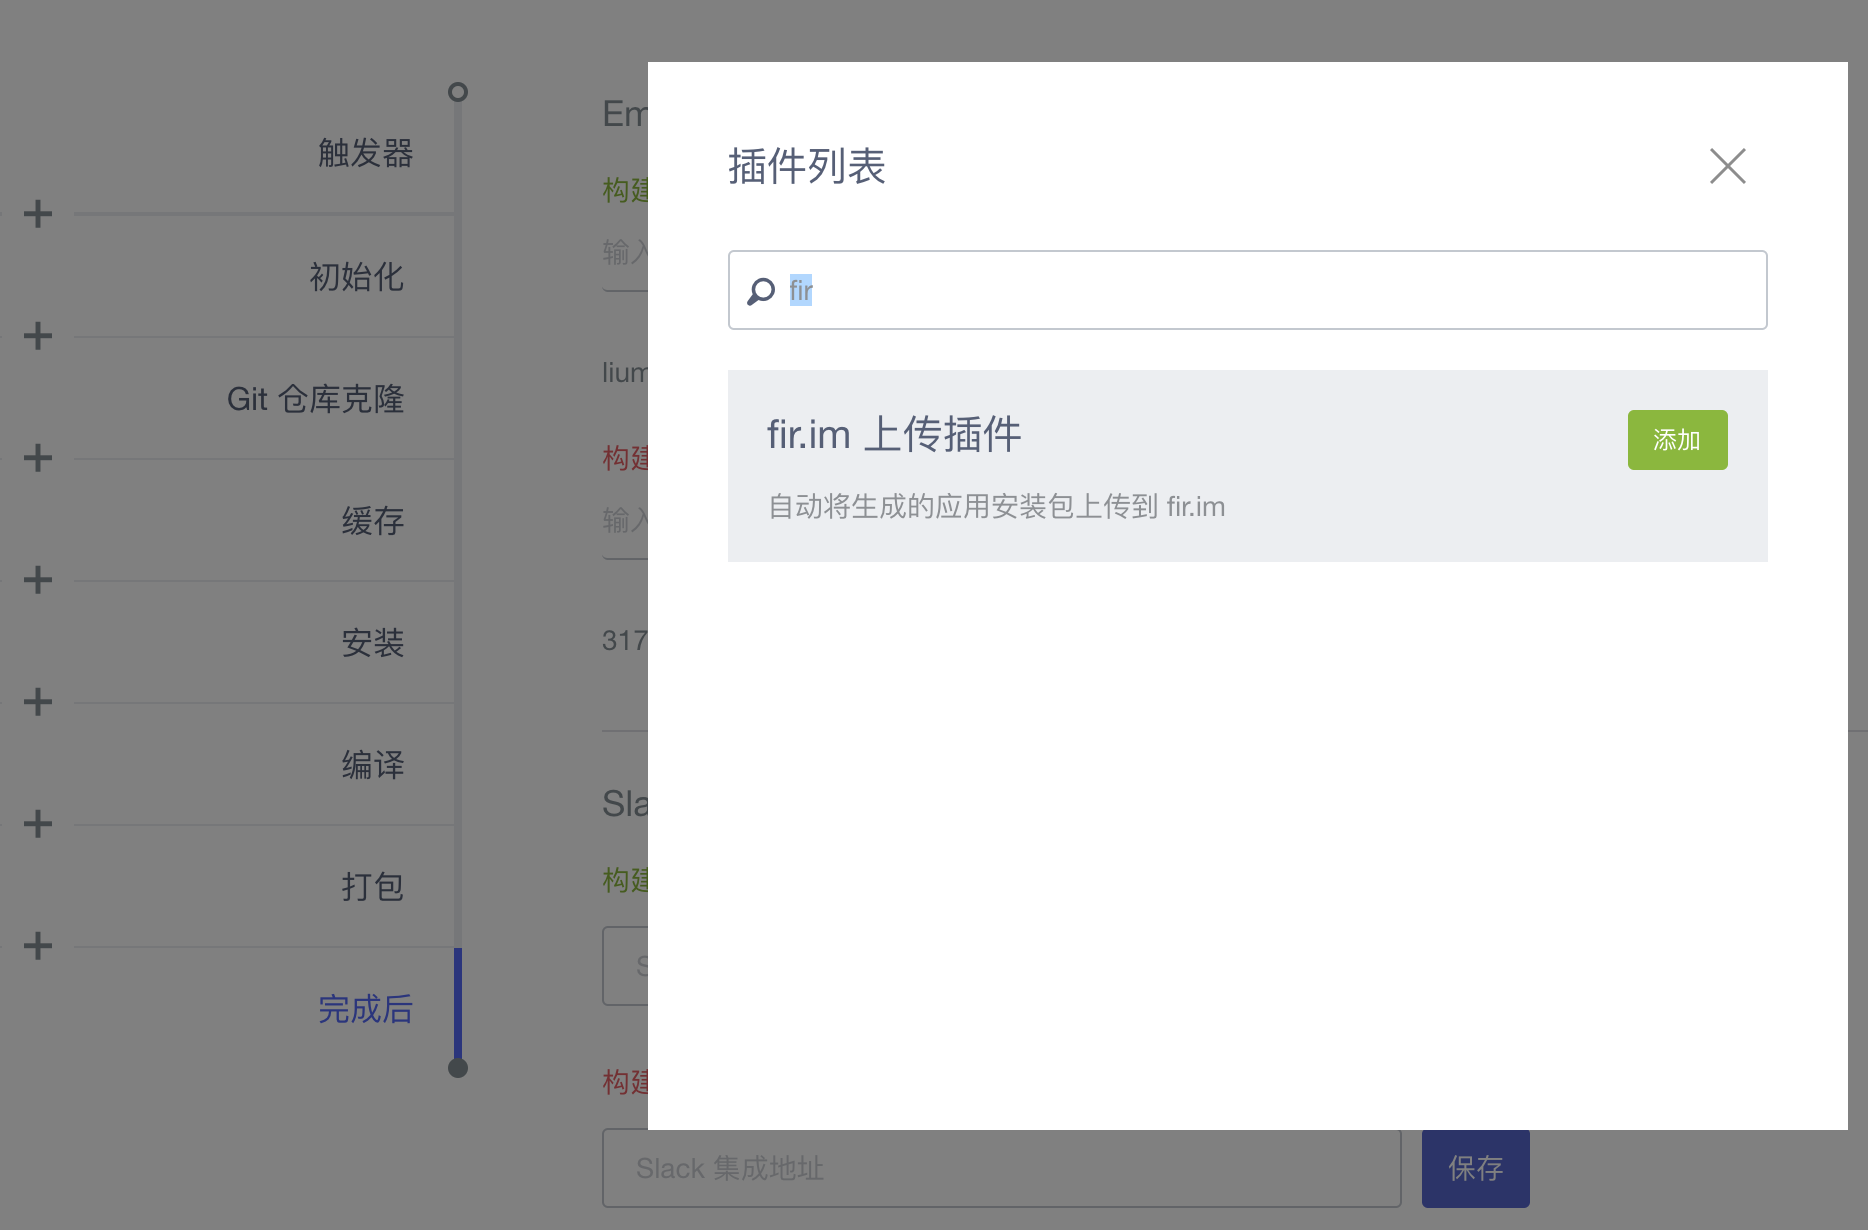 触发器
初始化
Git 仓库克隆
缓存
安装
编译
打包
完成后
Em
构建
输入
lium
构建
输入
317
Sla
构建
S
构建
Slack 集成地址
保存
插件列表
fir
fir.im 上传插件
添加
自动将生成的应用安装包上传到 fir.im